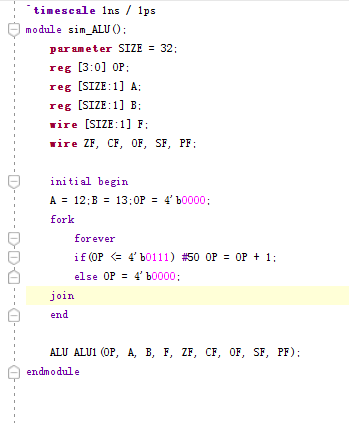 `timescale 1ns / 1ps
module sim_ALU();
parameter SIZE = 32;
reg [3:0] OP;
reg [SIZE:1] A;
reg [SIZE:1] B;
wire [SIZE:1] F;
wire ZF, CF, OF, SF, PF;
initial begin
A = 12;B = 13;OP = 4'b0000;
fork
forever
if(OP <= 4'b0111) #50 OP = OP + 1;
else OP = 4'b0000;
join
end
ALU ALU1(OP, A, B, F, ZF, CF, OF, SF, PF);
endmodule